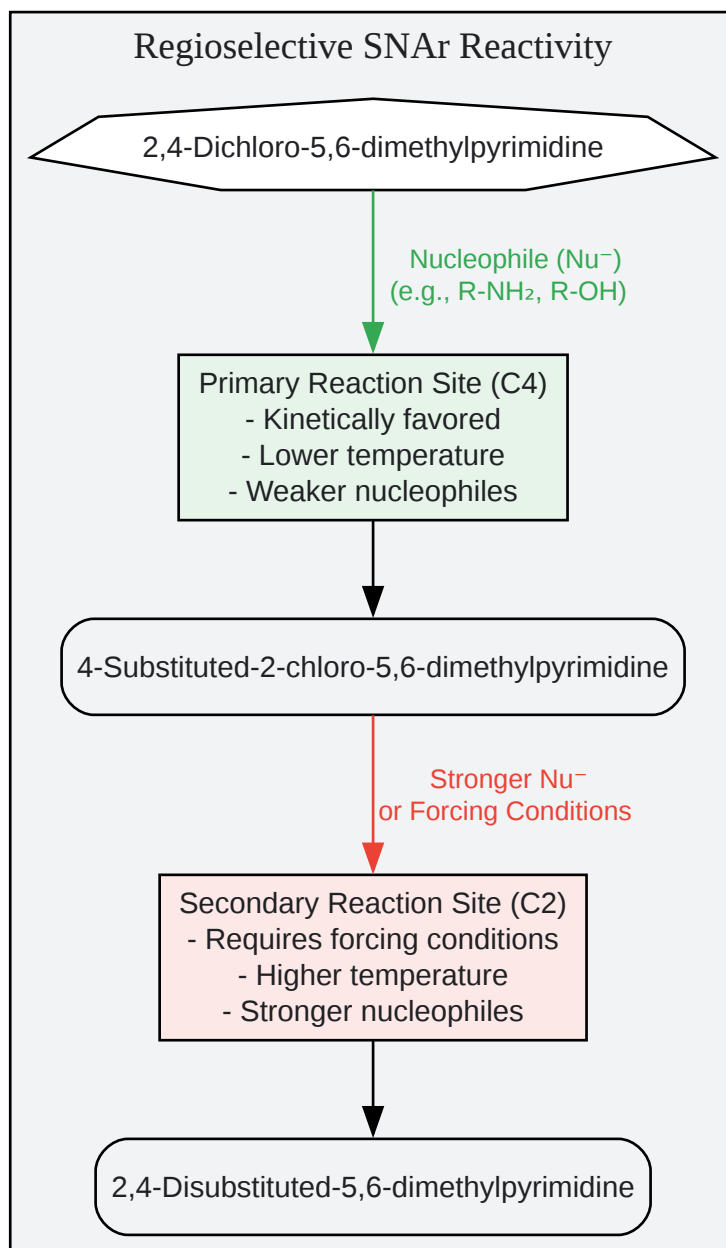 Regioselective SNAr Reactivity
2,4-Dichloro-5,6-dimethylpyrimidine
Nucleophile (Nu⁻)
(e.g., R-NH₂, R-OH)
Primary Reaction Site (C4)
- Kinetically favored
- Lower temperature
- Weaker nucleophiles
4-Substituted-2-chloro-5,6-dimethylpyrimidine
Stronger Nu⁻
or Forcing Conditions
Secondary Reaction Site (C2)
- Requires forcing conditions
- Higher temperature
- Stronger nucleophiles
2,4-Disubstituted-5,6-dimethylpyrimidine